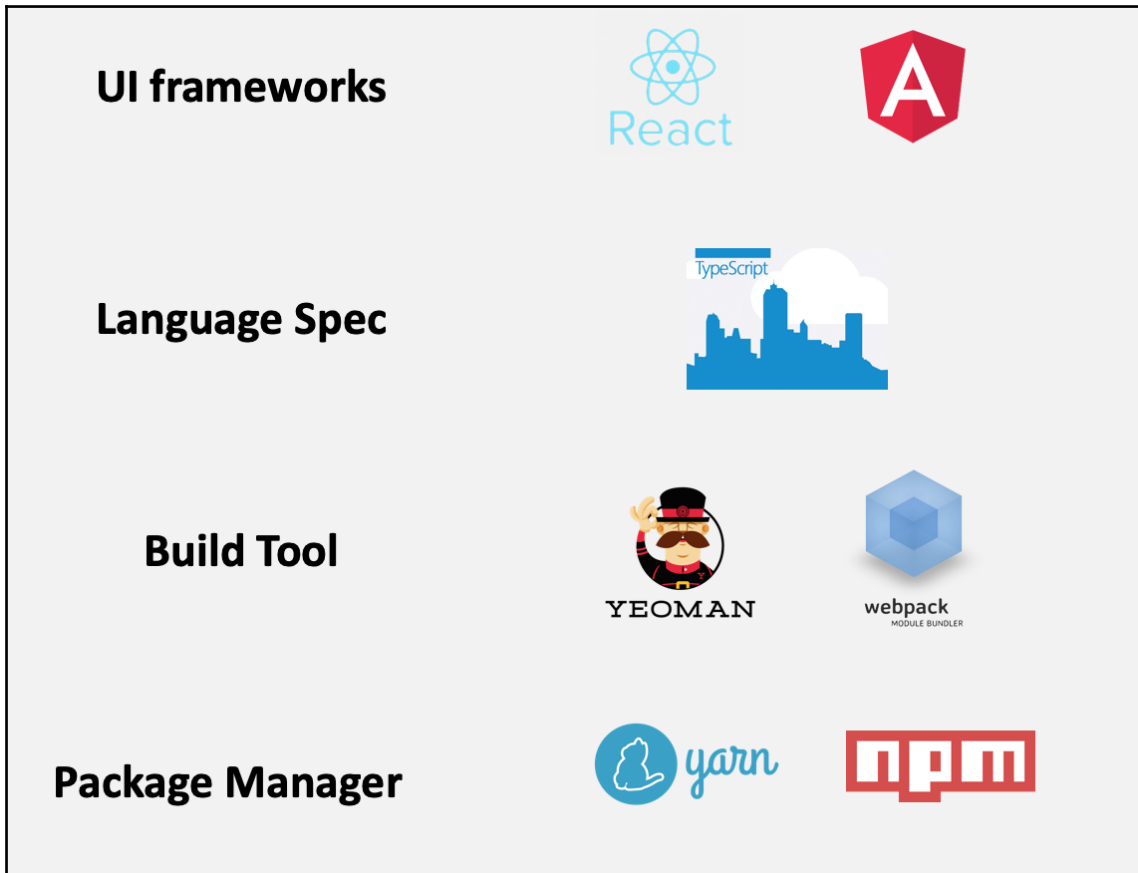 UI frameworks
React
A
Language Spec
TypeScript
Build Tool
YEOMAN
webpack
MODULE BUNDLER
Package Manager
yarn
npm